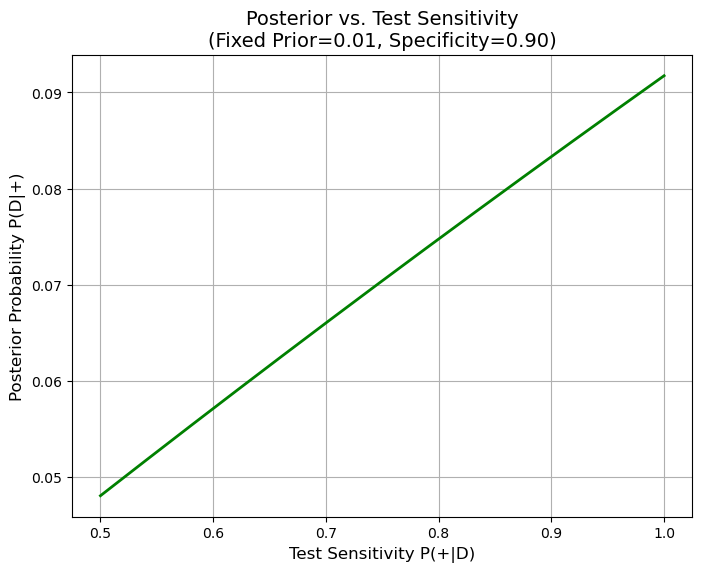 Posterior vs. Test Sensitivity
(Fixed Prior=0.01, Specificity=0.90)
Posterior Probability P(D|+)
0.09
0.08
0.07
0.06
0.05
0.5 0.6 0.7 0.8 0.9 1.0
Test Sensitivity P(+|D)